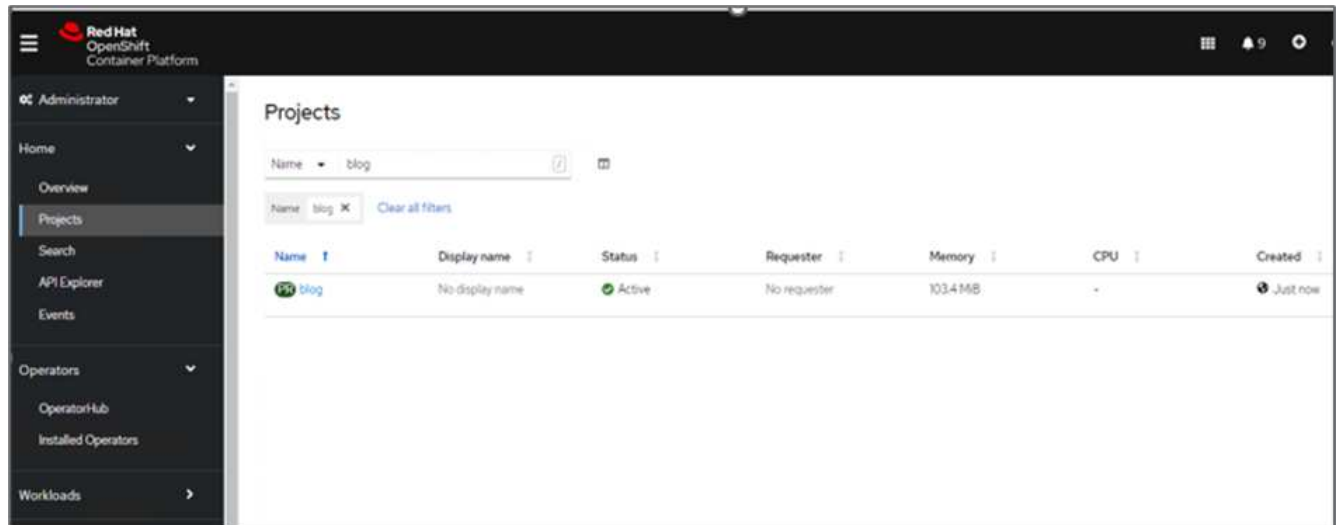 Red Hat
OpenShift
Container Platform
9
Administrator
Home
Overview
Projects
Search
API Explorer
Events
Operators
OperatorHub
Installed Operators
Workloads
Projects
Name blog /
Name blog × Clear all filters
Name Display name Status Requester Memory CPU Created
PR blog No display name Active No requester 103.4 MiB - Just now